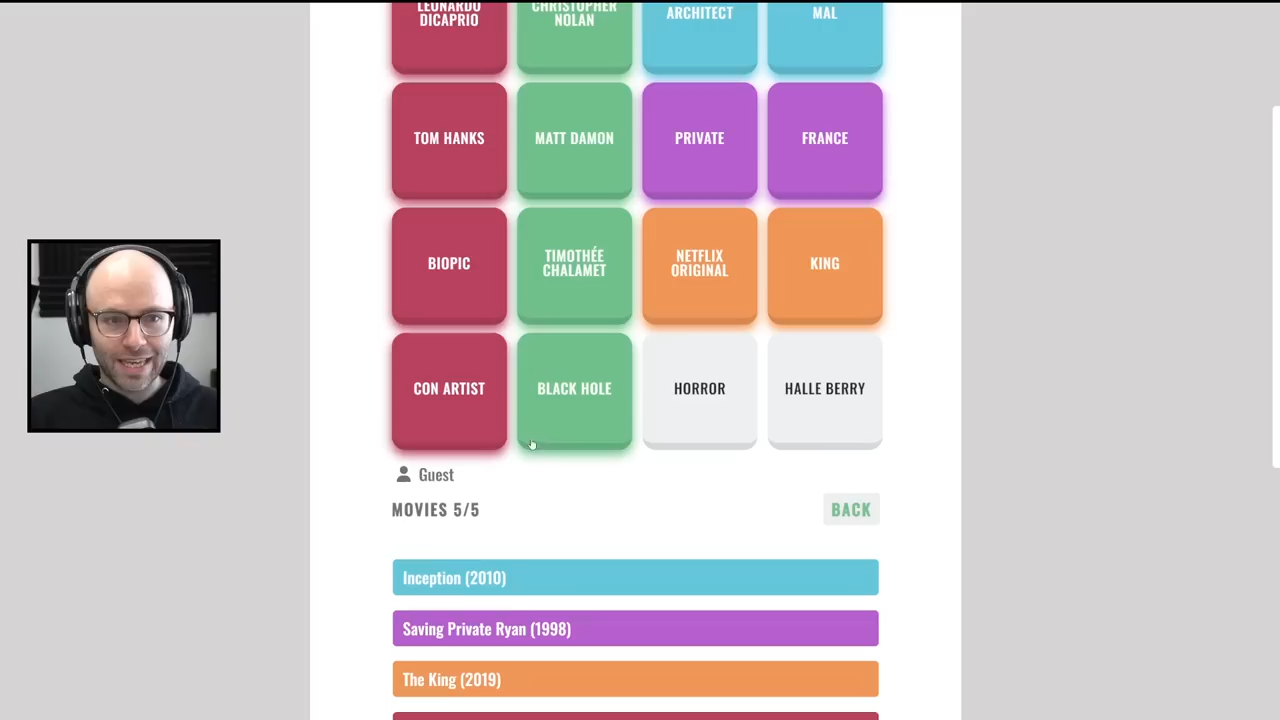 LEONARDO
DICAPRIO
CHRISTOPHER
NOLAN
ARCHITECT
MAL
TOM HANKS
MATT DAMON
PRIVATE
FRANCE
BIOPIC
TIMOTHÉE
CHALAMET
NETFLIX
ORIGINAL
KING
CON ARTIST
BLACK HOLE
HORROR
HALLE BERRY
Guest
MOVIES 5/5
BACK
Inception (2010)
Saving Private Ryan (1998)
The King (2019)